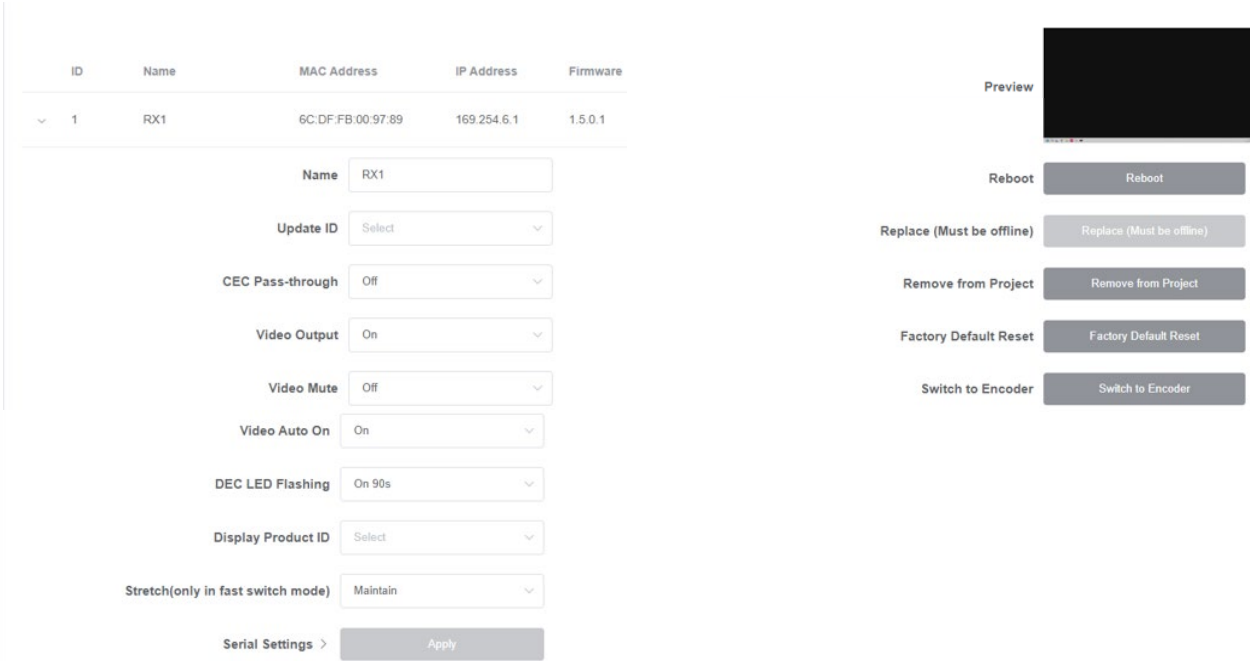 ID Name MAC Address IP Address Firmware
1 RX1 6C:DF:FB:00:97:89 169.254.6.1 1.5.0.1
Name RX1
Update ID Select
CEC Pass-through Off
Video Output On
Video Mute Off
Video Auto On On
DEC LED Flashing On 90s
Display Product ID Select
Stretch(only in fast switch mode) Maintain
Serial Settings > Apply
Preview
Reboot Reboot
Replace (Must be offline) Replace (Must be offline)
Remove from Project Remove from Project
Factory Default Reset Factory Default Reset
Switch to Encoder Switch to Encoder